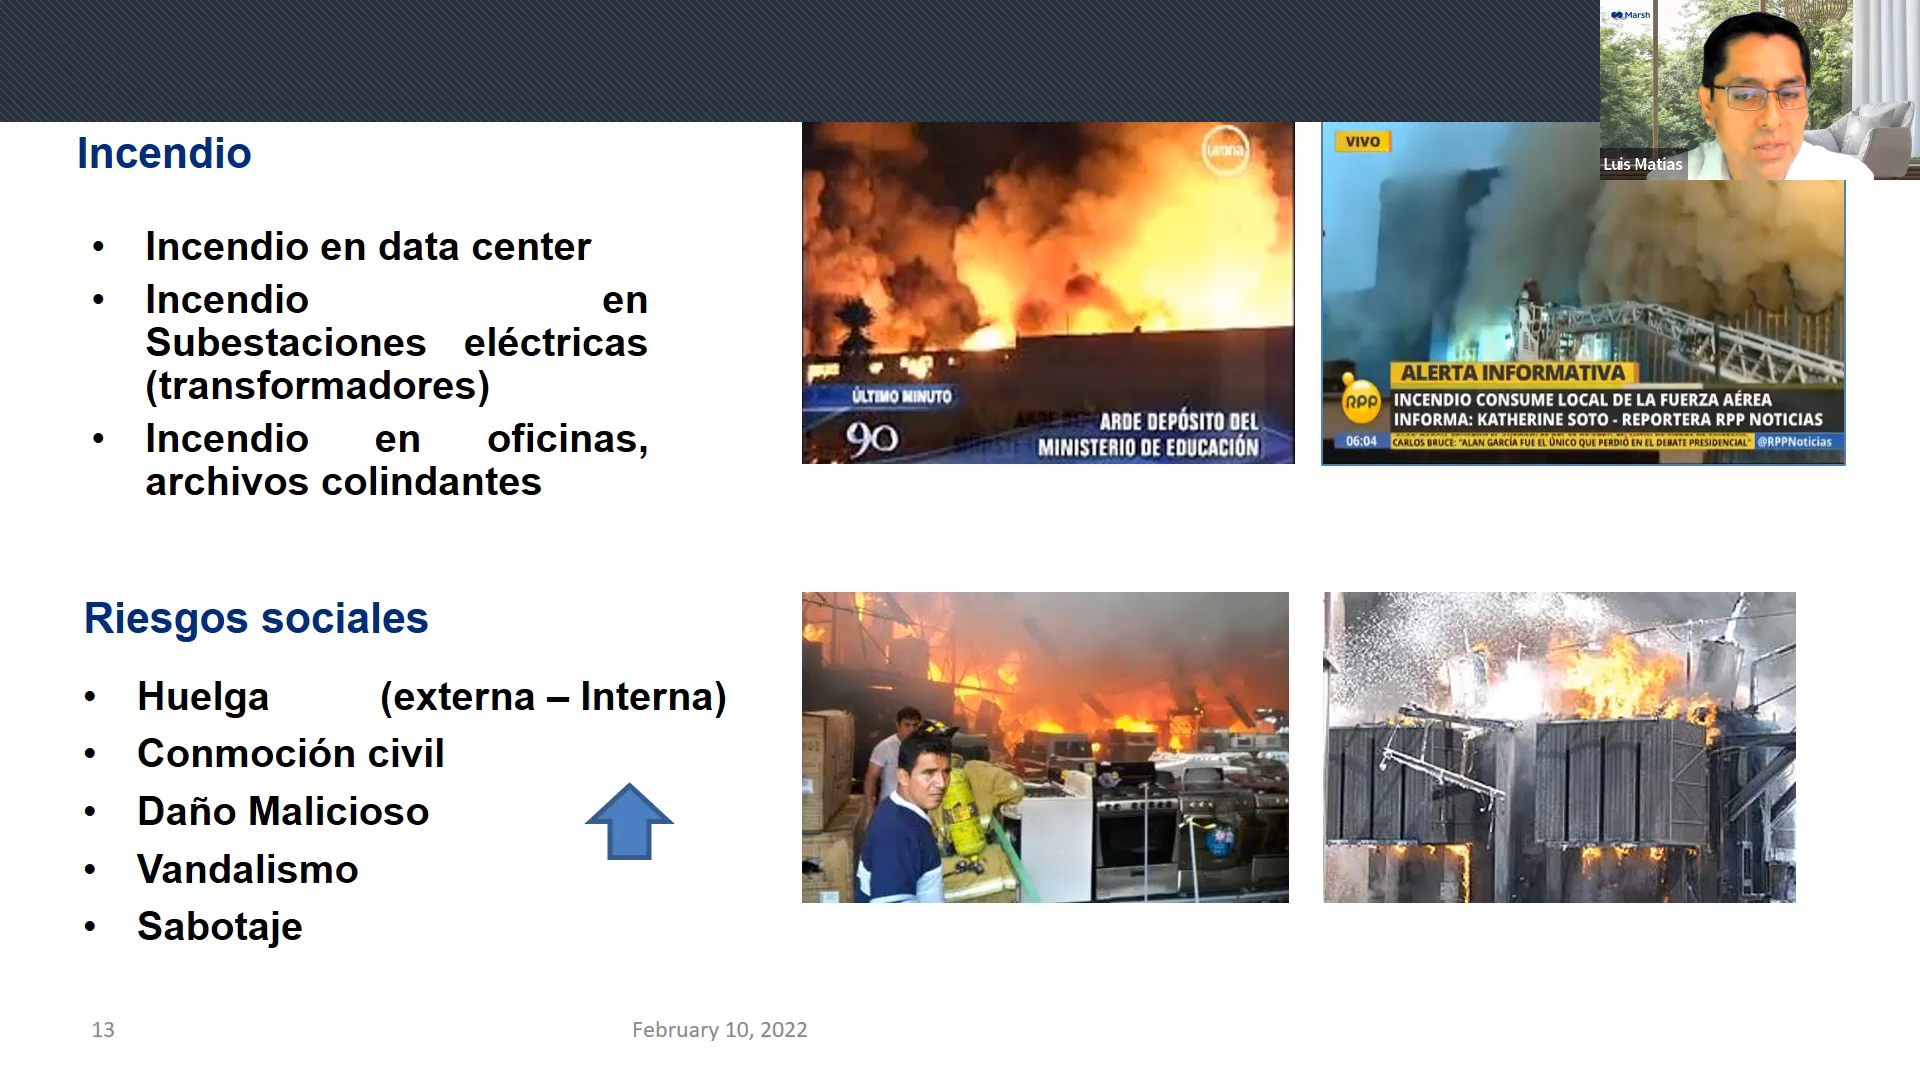 Marsh
Luis Matias
Incendio
• Incendio en data center
• Incendio en
Subestaciones eléctricas
(transformadores)
• Incendio en oficinas,
archivos colindantes
ÚLTIMO MINUTO
90
ARDE DEPÓSITO DEL
MINISTERIO DE EDUCACIÓN
VIVO
ALERTA INFORMATIVA
RPP
INCENDIO CONSUME LOCAL DE LA FUERZA AÉREA
INFORMA: KATHERINE SOTO - REPORTERA RPP NOTICIAS
06:04
CARLOS BRUCE: "ALAN GARCÍA FUE EL ÚNICO QUE PERDIÓ EN EL DEBATE PRESIDENCIAL"
@RPPNoticias
Riesgos sociales
• Huelga (externa – Interna)
• Conmoción civil
• Daño Malicioso
• Vandalismo
• Sabotaje
13
February 10, 2022